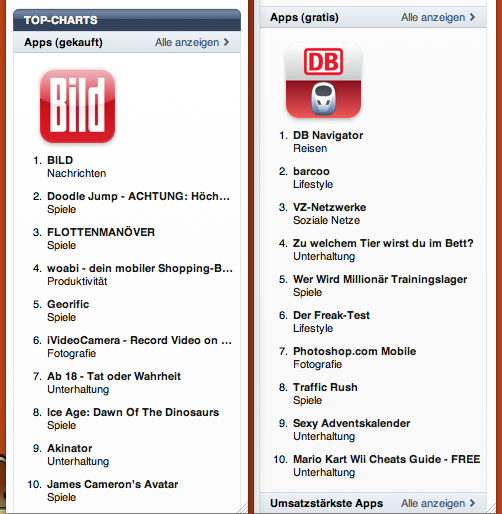 TOP-CHARTS
Apps (gekauft) Alle anzeigen >
Bild
1. BILD
Nachrichten
2. Doodle Jump - ACHTUNG: Höch...
Spiele
3. FLOTTENMANÖVER
Spiele
4. woabi - dein mobiler Shopping-B...
Produktivität
5. Georific
Spiele
6. iVideoCamera - Record Video on ...
Fotografie
7. Ab 18 - Tat oder Wahrheit
Unterhaltung
8. Ice Age: Dawn Of The Dinosaurs
Spiele
9. Akinator
Unterhaltung
10. James Cameron's Avatar
Spiele
Apps (gratis) Alle anzeigen >
DB
1. DB Navigator
Reisen
2. barcoo
Lifestyle
3. VZ-Netzwerke
Soziale Netze
4. Zu welchem Tier wirst du im Bett?
Unterhaltung
5. Wer Wird Millionär Trainingslager
Spiele
6. Der Freak-Test
Lifestyle
7. Photoshop.com Mobile
Fotografie
8. Traffic Rush
Spiele
9. Sexy Adventskalender
Unterhaltung
10. Mario Kart Wii Cheats Guide - FREE
Unterhaltung
Umsatzstärkste Apps Alle anzeigen >